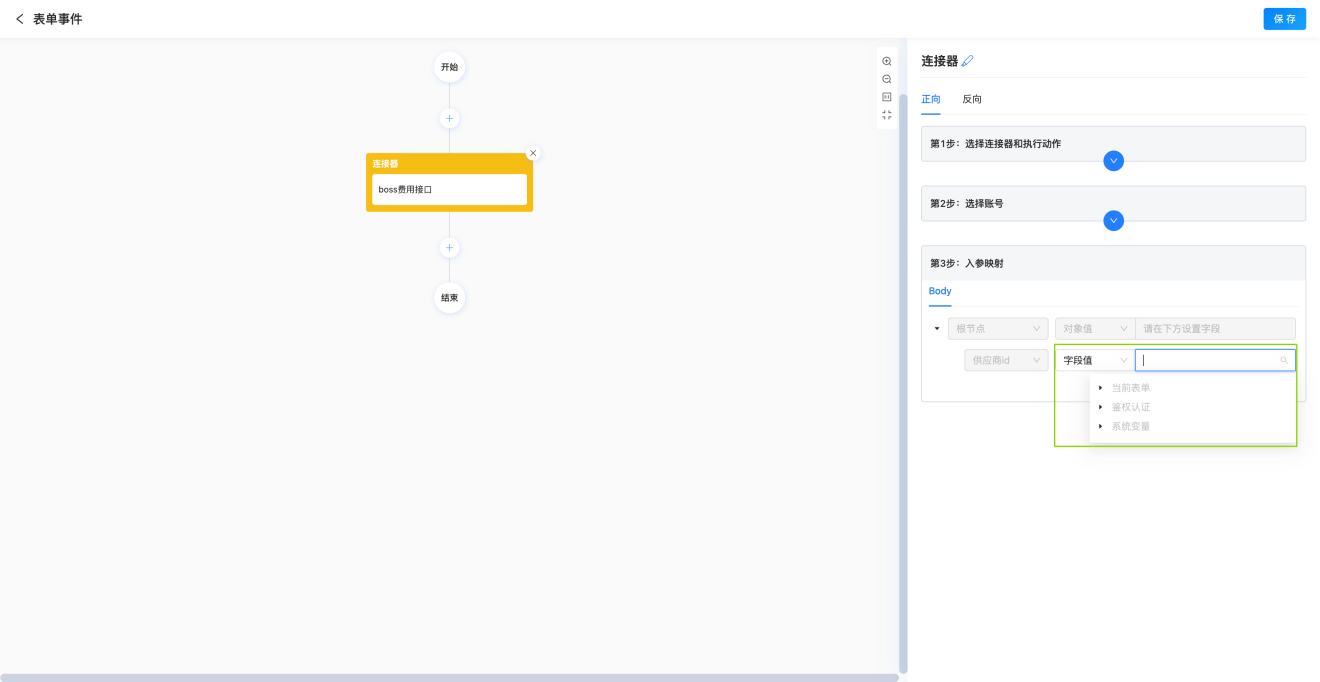 表单事件
保存
开始
连接器
boss费用接口
结束
连接器
正向 反向
第1步：选择连接器和执行动作
第2步：选择账号
第3步：入参映射
Body
根节点 对象值 请在下方设置字段
供应商id 字段值
当前表单
鉴权认证
系统变量